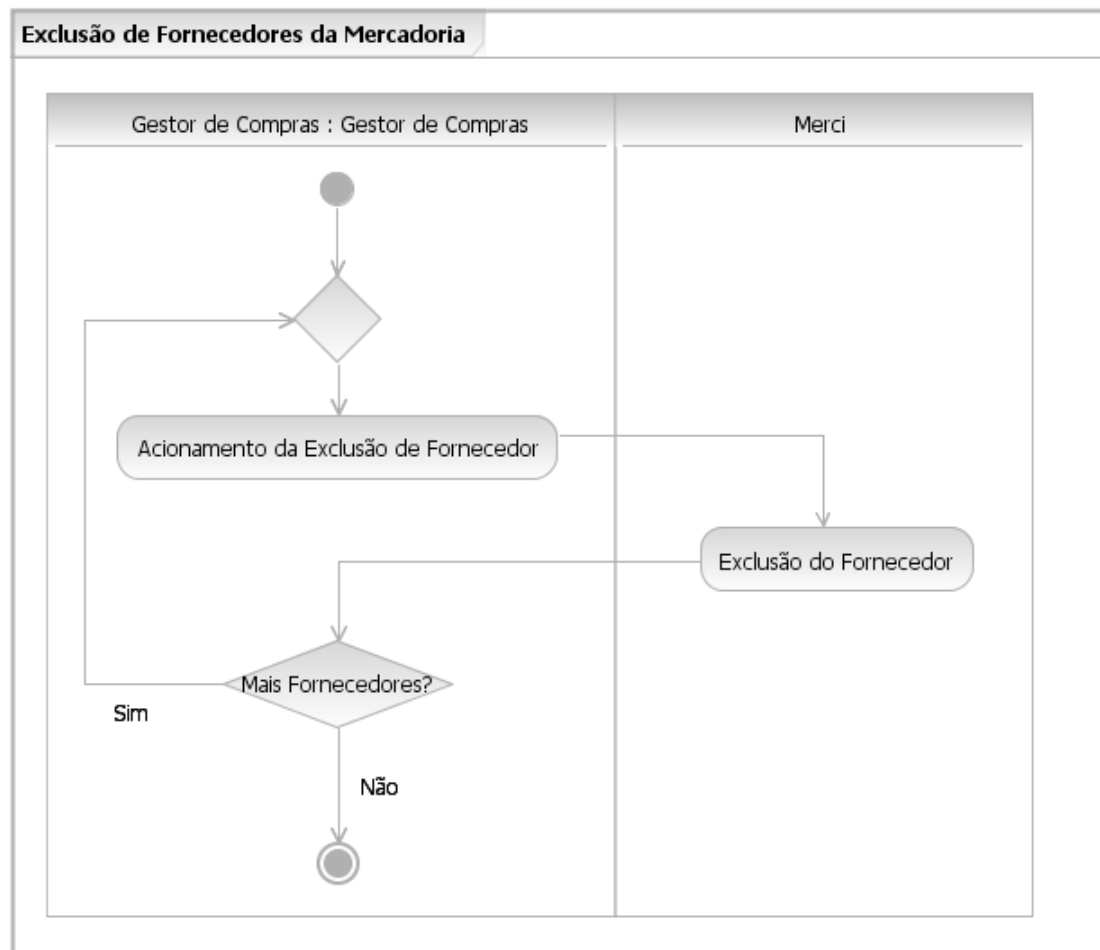 Exclusão de Fornecedores da Mercadoria
Gestor de Compras : Gestor de Compras
Merci
Acionamento da Exclusão de Fornecedor
Exclusão do Fornecedor
Mais Fornecedores?
Sim
Não